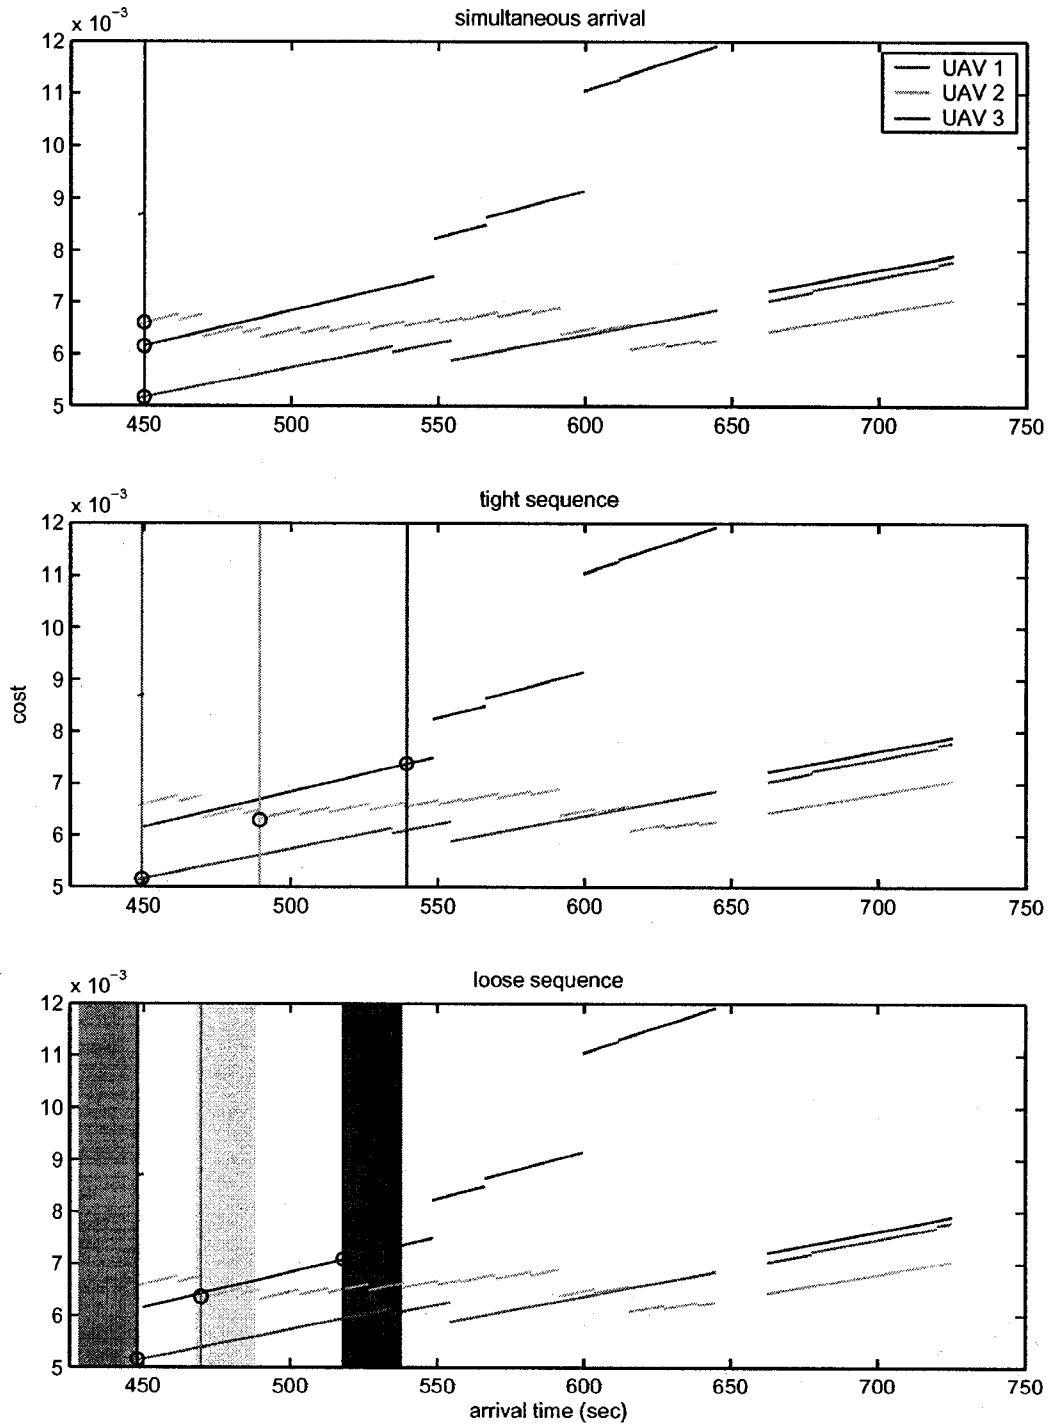 simultaneous arrival
x 10⁻³
12
11
10
9
8
7
6
5
450 500 550 600 650 700 750
UAV 1
UAV 2
UAV 3
tight sequence
x 10⁻³
12
11
10
9
8
7
6
5
cost
450 500 550 600 650 700 750
loose sequence
x 10⁻³
12
11
10
9
8
7
6
5
450 500 550 600 650 700 750
arrival time (sec)